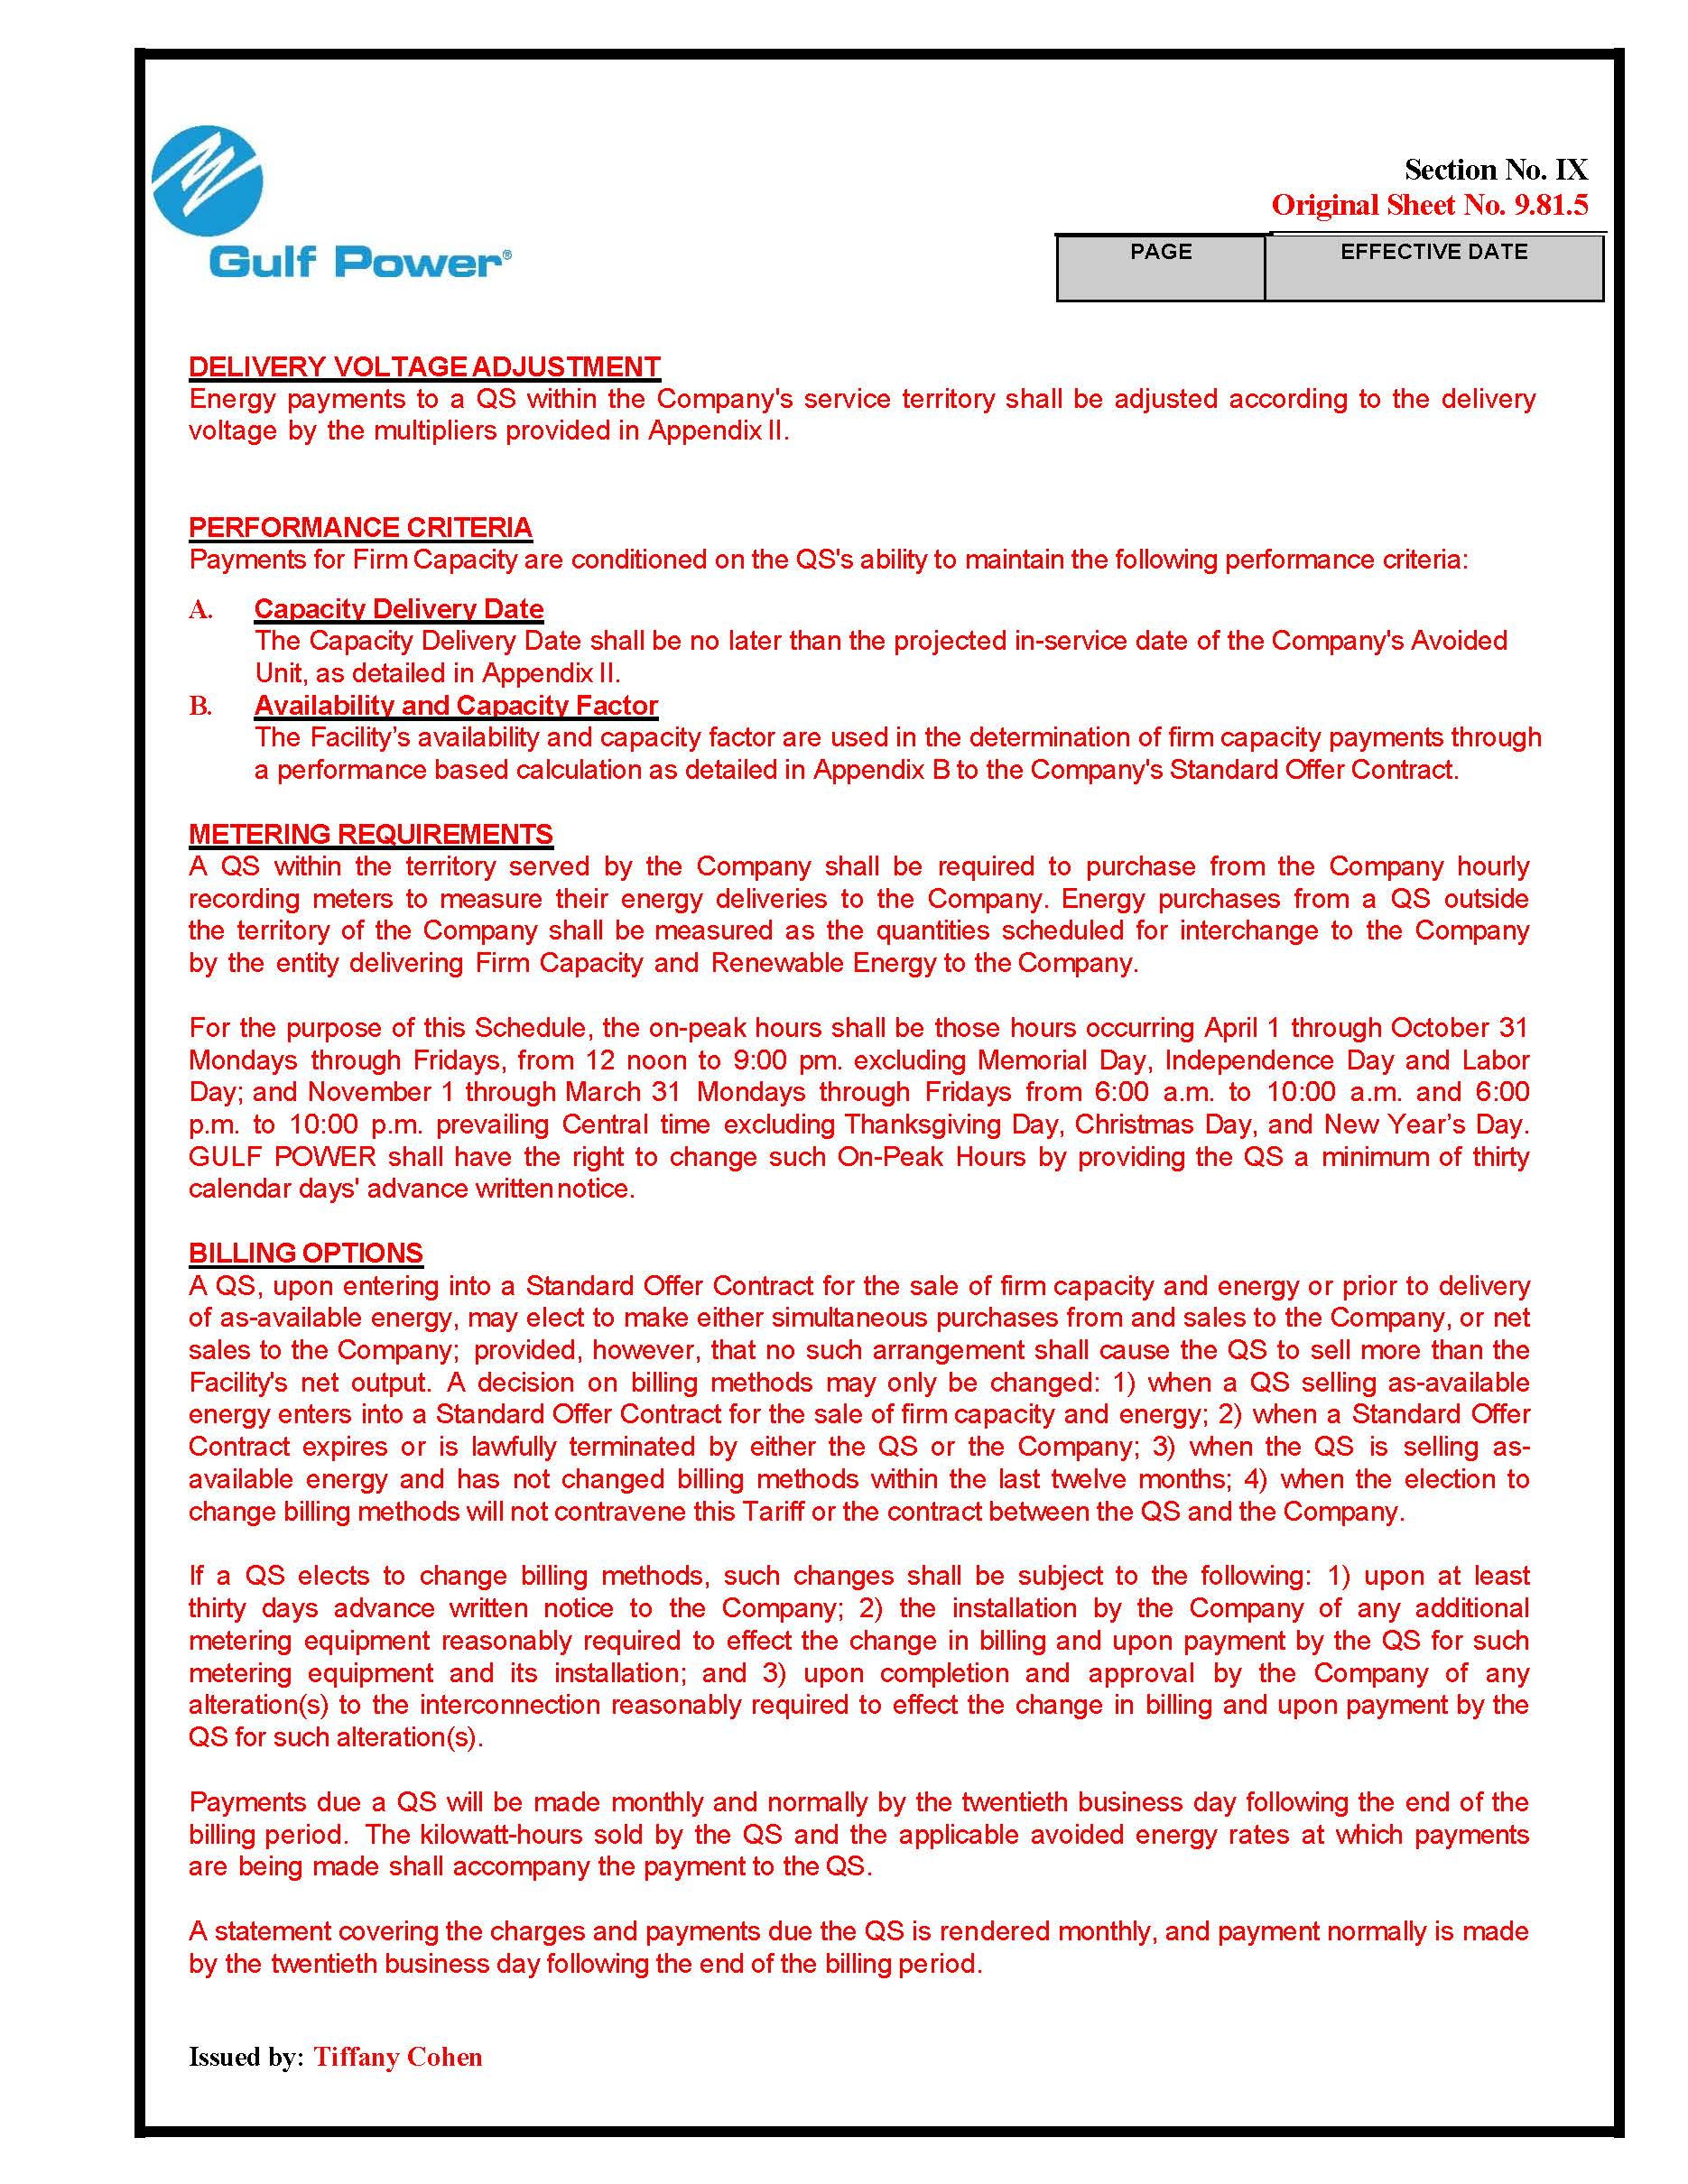 Section No. IX
Original Sheet No. 9.81.5
Gulf Power®
PAGE
EFFECTIVE DATE
DELIVERY VOLTAGE ADJUSTMENT
Energy payments to a QS within the Company's service territory shall be adjusted according to the delivery
voltage by the multipliers provided in Appendix II.
PERFORMANCE CRITERIA
Payments for Firm Capacity are conditioned on the QS's ability to maintain the following performance criteria:
A. Capacity Delivery Date
The Capacity Delivery Date shall be no later than the projected in-service date of the Company's Avoided
Unit, as detailed in Appendix II.
B. Availability and Capacity Factor
The Facility’s availability and capacity factor are used in the determination of firm capacity payments through
a performance based calculation as detailed in Appendix B to the Company's Standard Offer Contract.
METERING REQUIREMENTS
A QS within the territory served by the Company shall be required to purchase from the Company hourly
recording meters to measure their energy deliveries to the Company. Energy purchases from a QS outside
the territory of the Company shall be measured as the quantities scheduled for interchange to the Company
by the entity delivering Firm Capacity and Renewable Energy to the Company.
For the purpose of this Schedule, the on-peak hours shall be those hours occurring April 1 through October 31
Mondays through Fridays, from 12 noon to 9:00 pm. excluding Memorial Day, Independence Day and Labor
Day; and November 1 through March 31 Mondays through Fridays from 6:00 a.m. to 10:00 a.m. and 6:00
p.m. to 10:00 p.m. prevailing Central time excluding Thanksgiving Day, Christmas Day, and New Year’s Day.
GULF POWER shall have the right to change such On-Peak Hours by providing the QS a minimum of thirty
calendar days' advance written notice.
BILLING OPTIONS
A QS, upon entering into a Standard Offer Contract for the sale of firm capacity and energy or prior to delivery
of as-available energy, may elect to make either simultaneous purchases from and sales to the Company, or net
sales to the Company; provided, however, that no such arrangement shall cause the QS to sell more than the
Facility's net output. A decision on billing methods may only be changed: 1) when a QS selling as-available
energy enters into a Standard Offer Contract for the sale of firm capacity and energy; 2) when a Standard Offer
Contract expires or is lawfully terminated by either the QS or the Company; 3) when the QS is selling as-
available energy and has not changed billing methods within the last twelve months; 4) when the election to
change billing methods will not contravene this Tariff or the contract between the QS and the Company.
If a QS elects to change billing methods, such changes shall be subject to the following: 1) upon at least
thirty days advance written notice to the Company; 2) the installation by the Company of any additional
metering equipment reasonably required to effect the change in billing and upon payment by the QS for such
metering equipment and its installation; and 3) upon completion and approval by the Company of any
alteration(s) to the interconnection reasonably required to effect the change in billing and upon payment by the
QS for such alteration(s).
Payments due a QS will be made monthly and normally by the twentieth business day following the end of the
billing period. The kilowatt-hours sold by the QS and the applicable avoided energy rates at which payments
are being made shall accompany the payment to the QS.
A statement covering the charges and payments due the QS is rendered monthly, and payment normally is made
by the twentieth business day following the end of the billing period.
Issued by: Tiffany Cohen